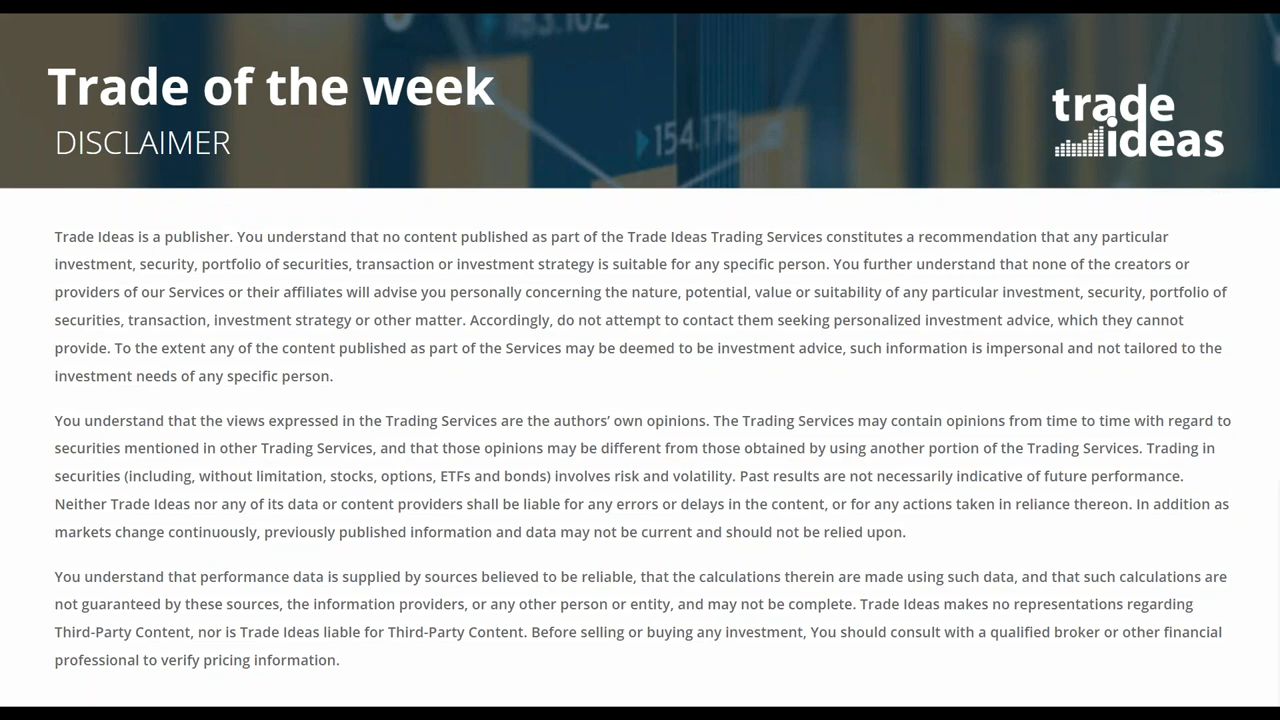 183.102
Trade of the week
DISCLAIMER
154.178
trade
ideas
Trade Ideas is a publisher. You understand that no content published as part of the Trade Ideas Trading Services constitutes a recommendation that any particular
investment, security, portfolio of securities, transaction or investment strategy is suitable for any specific person. You further understand that none of the creators or
providers of our Services or their affiliates will advise you personally concerning the nature, potential, value or suitability of any particular investment, security, portfolio of
securities, transaction, investment strategy or other matter. Accordingly, do not attempt to contact them seeking personalized investment advice, which they cannot
provide. To the extent any of the content published as part of the Services may be deemed to be investment advice, such information is impersonal and not tailored to the
investment needs of any specific person.
You understand that the views expressed in the Trading Services are the authors’ own opinions. The Trading Services may contain opinions from time to time with regard to
securities mentioned in other Trading Services, and that those opinions may be different from those obtained by using another portion of the Trading Services. Trading in
securities (including, without limitation, stocks, options, ETFs and bonds) involves risk and volatility. Past results are not necessarily indicative of future performance.
Neither Trade Ideas nor any of its data or content providers shall be liable for any errors or delays in the content, or for any actions taken in reliance thereon. In addition as
markets change continuously, previously published information and data may not be current and should not be relied upon.
You understand that performance data is supplied by sources believed to be reliable, that the calculations therein are made using such data, and that such calculations are
not guaranteed by these sources, the information providers, or any other person or entity, and may not be complete. Trade Ideas makes no representations regarding
Third-Party Content, nor is Trade Ideas liable for Third-Party Content. Before selling or buying any investment, You should consult with a qualified broker or other financial
professional to verify pricing information.